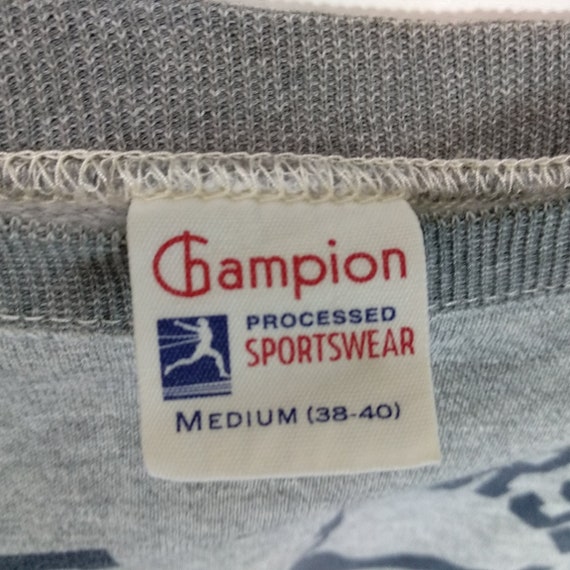 Champion
PROCESSED
SPORTSWEAR
MEDIUM (38-40)